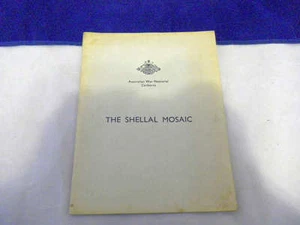 Australian War Memorial
Canberra
THE SHELLAL MOSAIC